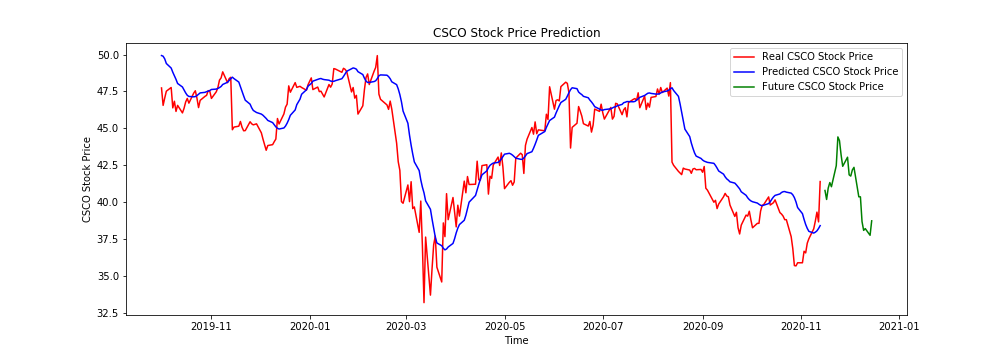 CSCO Stock Price Prediction
Real CSCO Stock Price
Predicted CSCO Stock Price
Future CSCO Stock Price
CSCO Stock Price
50.0
47.5
45.0
42.5
40.0
37.5
35.0
32.5
2019-11
2020-01
2020-03
2020-05
2020-07
2020-09
2020-11
2021-01
Time